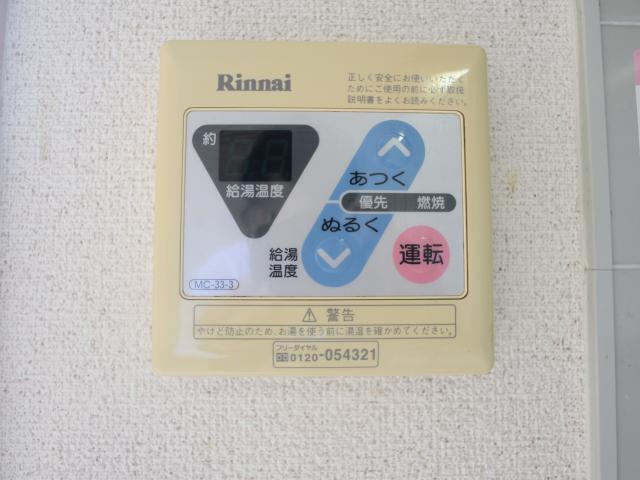 Rinnai
正しく安全にお使いいただく
ためにご使用の前に必ず取扱
説明書をよくお読みください。
約
給湯温度
あつく
優先 燃焼
ぬるく
給湯
温度
運転
MC-33-3
⚠ 警告
やけど防止のため、お湯を使う前に湯温を確かめてください。
フリーダイヤル
0120-054321